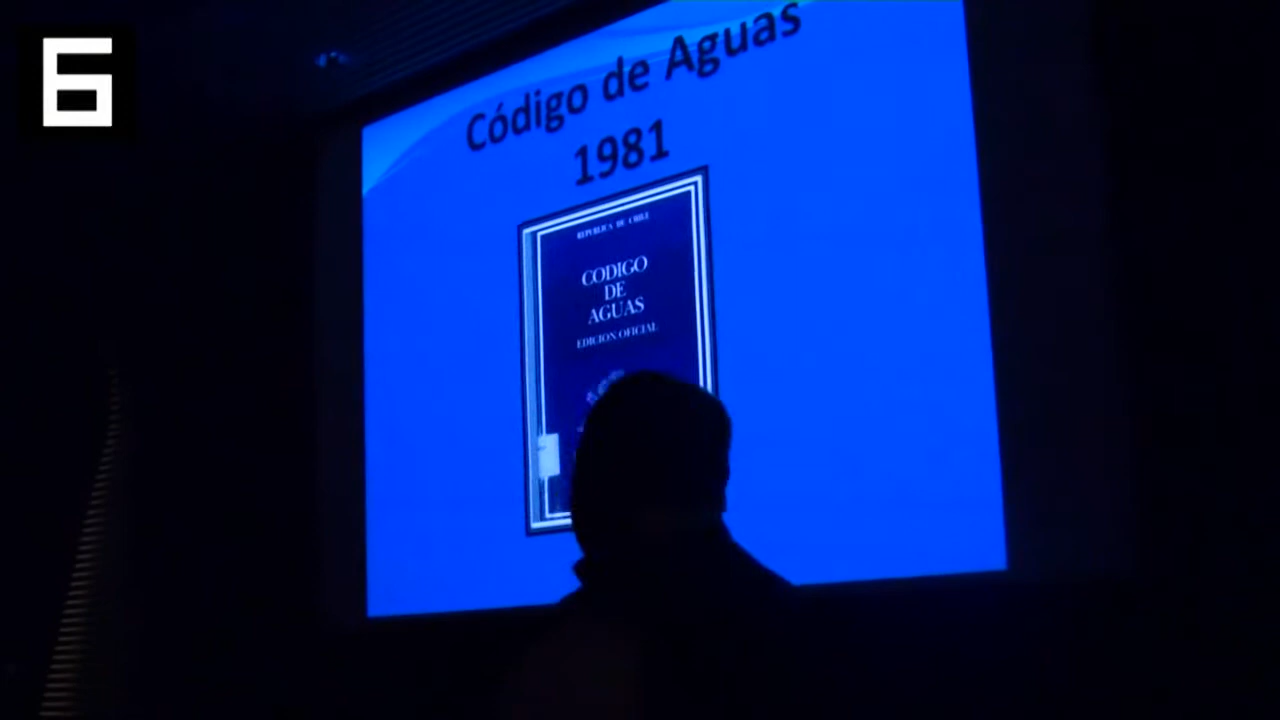 6
Código de Aguas
1981
REPUBLICA DE CHILE
CODIGO
DE
AGUAS
EDICION OFICIAL